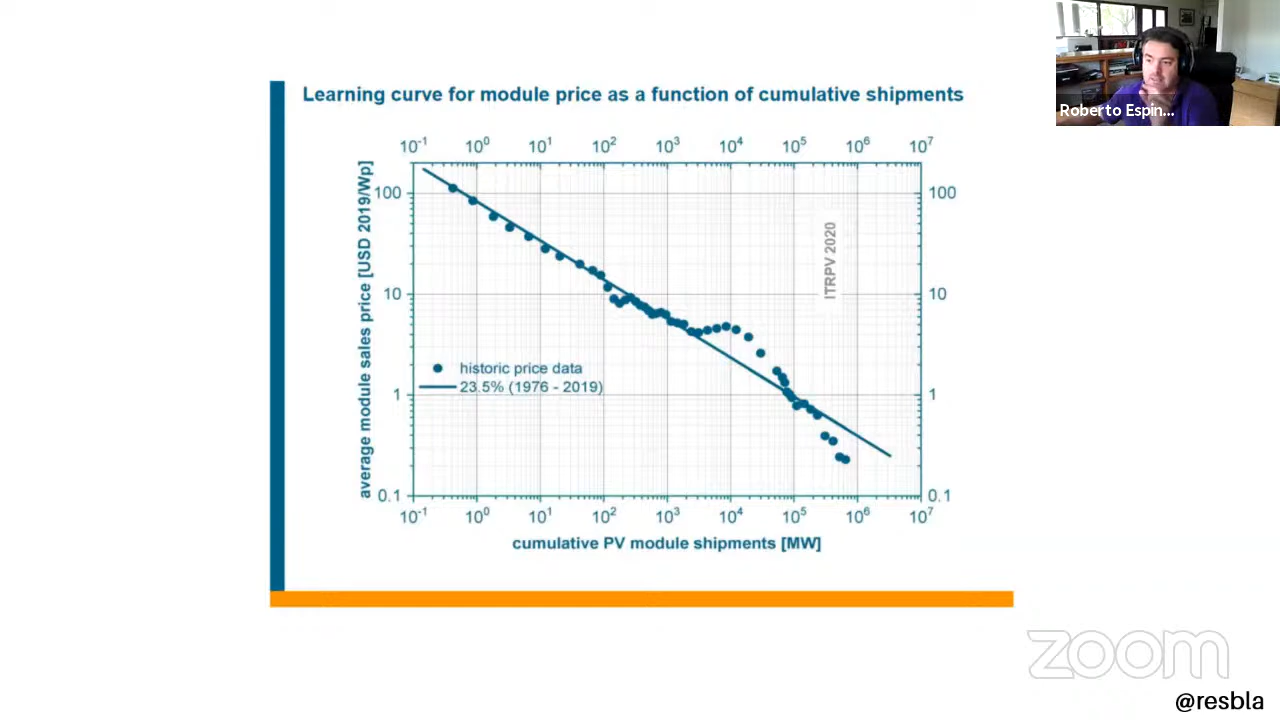 Roberto Espin...
Learning curve for module price as a function of cumulative shipments
10-1 100 101 102 103 104 105 106 107
average module sales price [USD 2019/Wp]
100 100
ITRPV 2020
10 10
historic price data
23.5% (1976 - 2019)
1 1
0.1 0.1
10-1 100 101 102 103 104 105 106 107
cumulative PV module shipments [MW]
zoom
@resbla